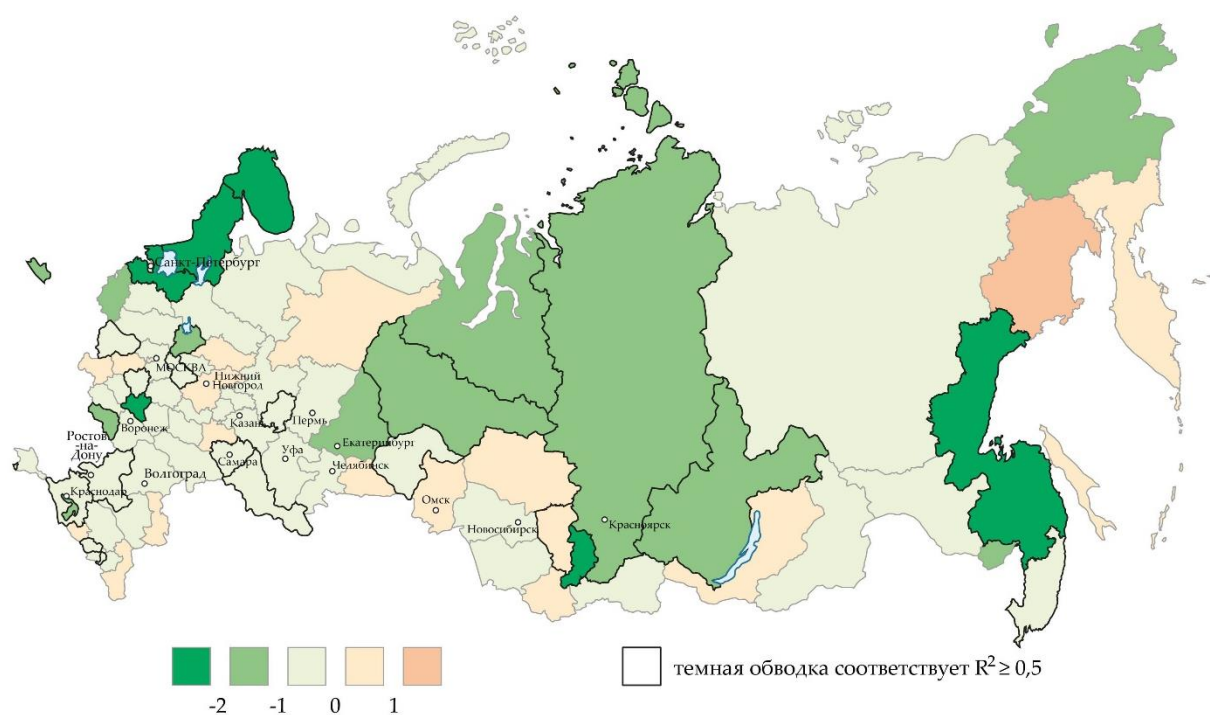 Санкт-Петербург
МОСКВА
Нижний
Новгород
Казань
Пермь
Воронеж
Екатеринбург
Ростов
-на-
Дону
Уфа
Самара
Челябинск
Волгоград
Краснодар
Омск
Новосибирск
Красноярск
-2 -1 0 1
темная обводка соответствует R² ≥ 0,5